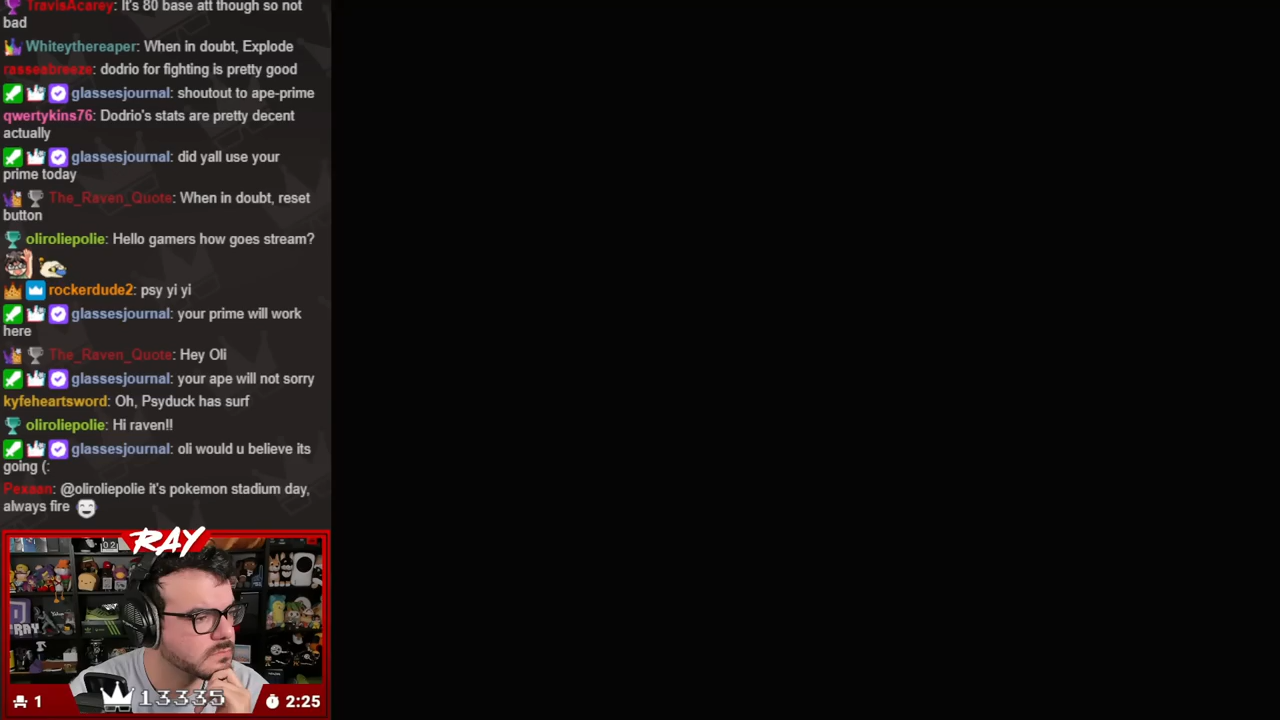 TravisAcarey: It's 80 base att though so not
bad
Whiteythereaper: When in doubt, Explode
rasseabreeze: dodrio for fighting is pretty good
glassesjournal: shoutout to ape-prime
qwertykins76: Dodrio's stats are pretty decent
actually
glassesjournal: did yall use your
prime today
The_Raven_Quote: When in doubt, reset
button
oliroliepolie: Hello gamers how goes stream?
rockerdude2: psy yi yi
glassesjournal: your prime will work
here
The_Raven_Quote: Hey Oli
glassesjournal: your ape will not sorry
kyfeheartsword: Oh, Psyduck has surf
oliroliepolie: Hi raven!!
glassesjournal: oli would u believe its
going (:
Pexaan: @oliroliepolie it's pokemon stadium day,
always fire
RAY
1
13335
2:25